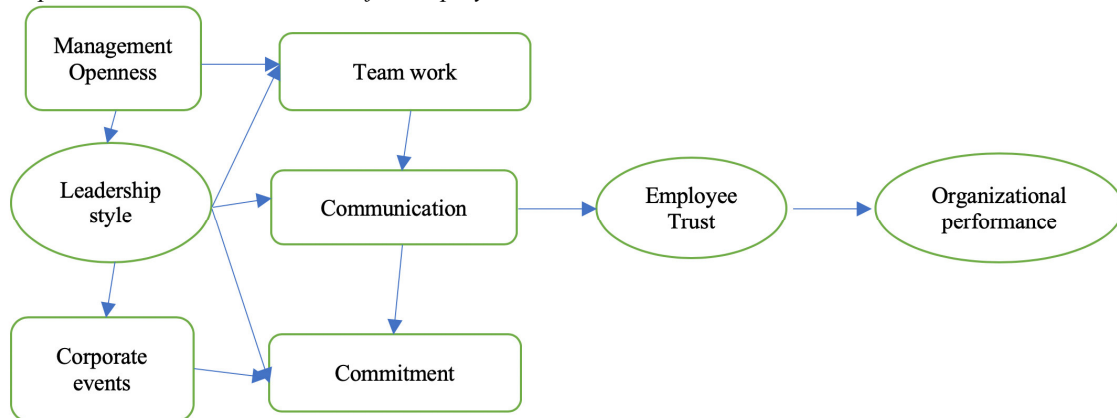 Management
Openness
Team work
Leadership
style
Communication
Employee
Trust
Organizational
performance
Corporate
events
Commitment